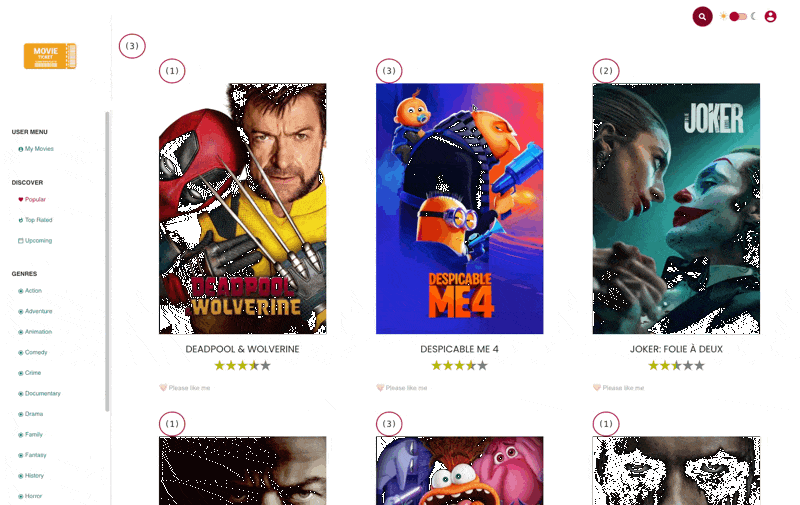 MOVIE
TICKET
USER MENU
My Movies
DISCOVER
Popular
Top Rated
Upcoming
GENRES
Action
Adventure
Animation
Comedy
Crime
Documentary
Drama
Family
Fantasy
History
Horror
(3)
(1)
(3)
(2)
DEADPOOL
& WOLVERINE
DESPICABLE
ME4
JOKER
DEADPOOL & WOLVERINE
DESPICABLE ME 4
JOKER: FOLIE À DEUX
Please like me
Please like me
Please like me
(1)
(3)
(1)